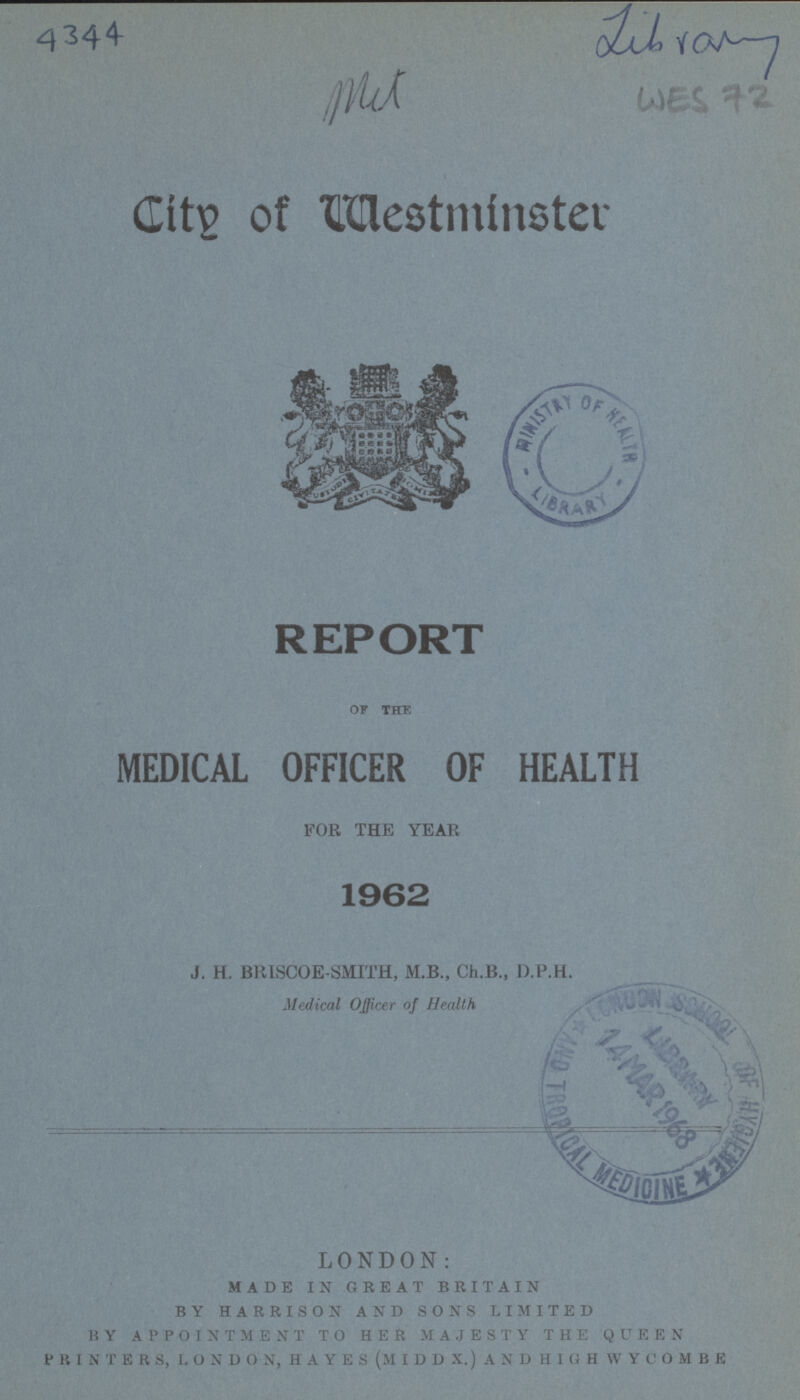 4344
Library
Met
WES 72
City of Westminster
CUSTODI CIVITATEM DOMINE
MINISTRY OF HEALTH
- LIBRARY -
REPORT
OF THE
MEDICAL OFFICER OF HEALTH
FOR THE YEAR
1962
J. H. BRISCOE-SMITH, M.B., Ch.B., D.P.H.
Medical Officer of Health
LONDON SCHOOL OF HYGIENE
AND TROPICAL MEDICINE
LIBRARY
14 MAR 1968
LONDON:
MADE IN GREAT BRITAIN
BY HARRISON AND SONS LIMITED
BY APPOINTMENT TO HER MAJESTY THE QUEEN
PRINTERS, LONDON, HAYES (MIDDX.) AND HIGH WYCOMBE